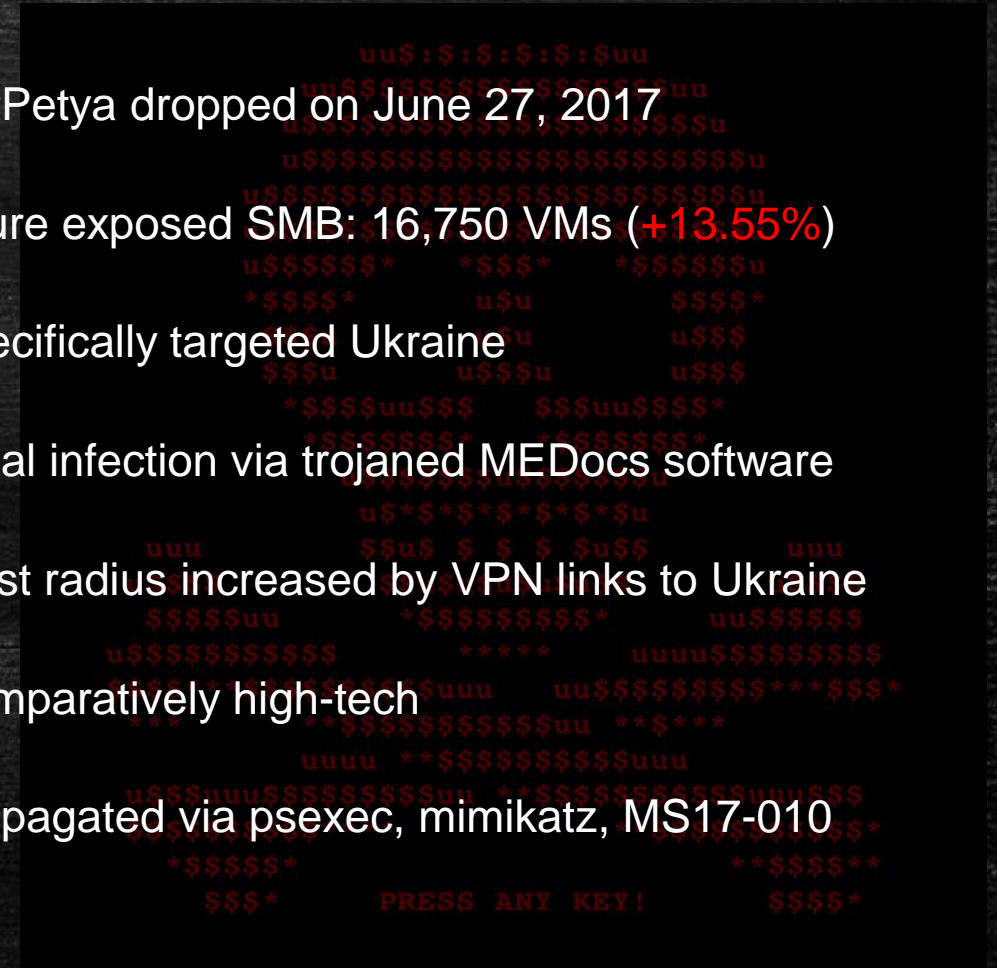 Petya dropped on June 27, 2017
ure exposed SMB: 16,750 VMs (+13.55%)
ecifically targeted Ukraine
al infection via trojaned MEDocs software
st radius increased by VPN links to Ukraine
mparatively high-tech
pagated via psexec, mimikatz, MS17-010
PRESS ANY KEY!